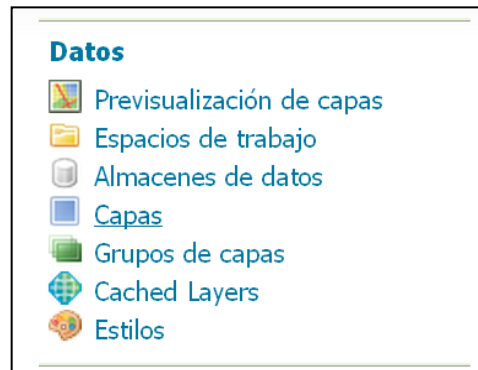 Datos
Previsualización de capas
Espacios de trabajo
Almacenes de datos
Capas
Grupos de capas
Cached Layers
Estilos